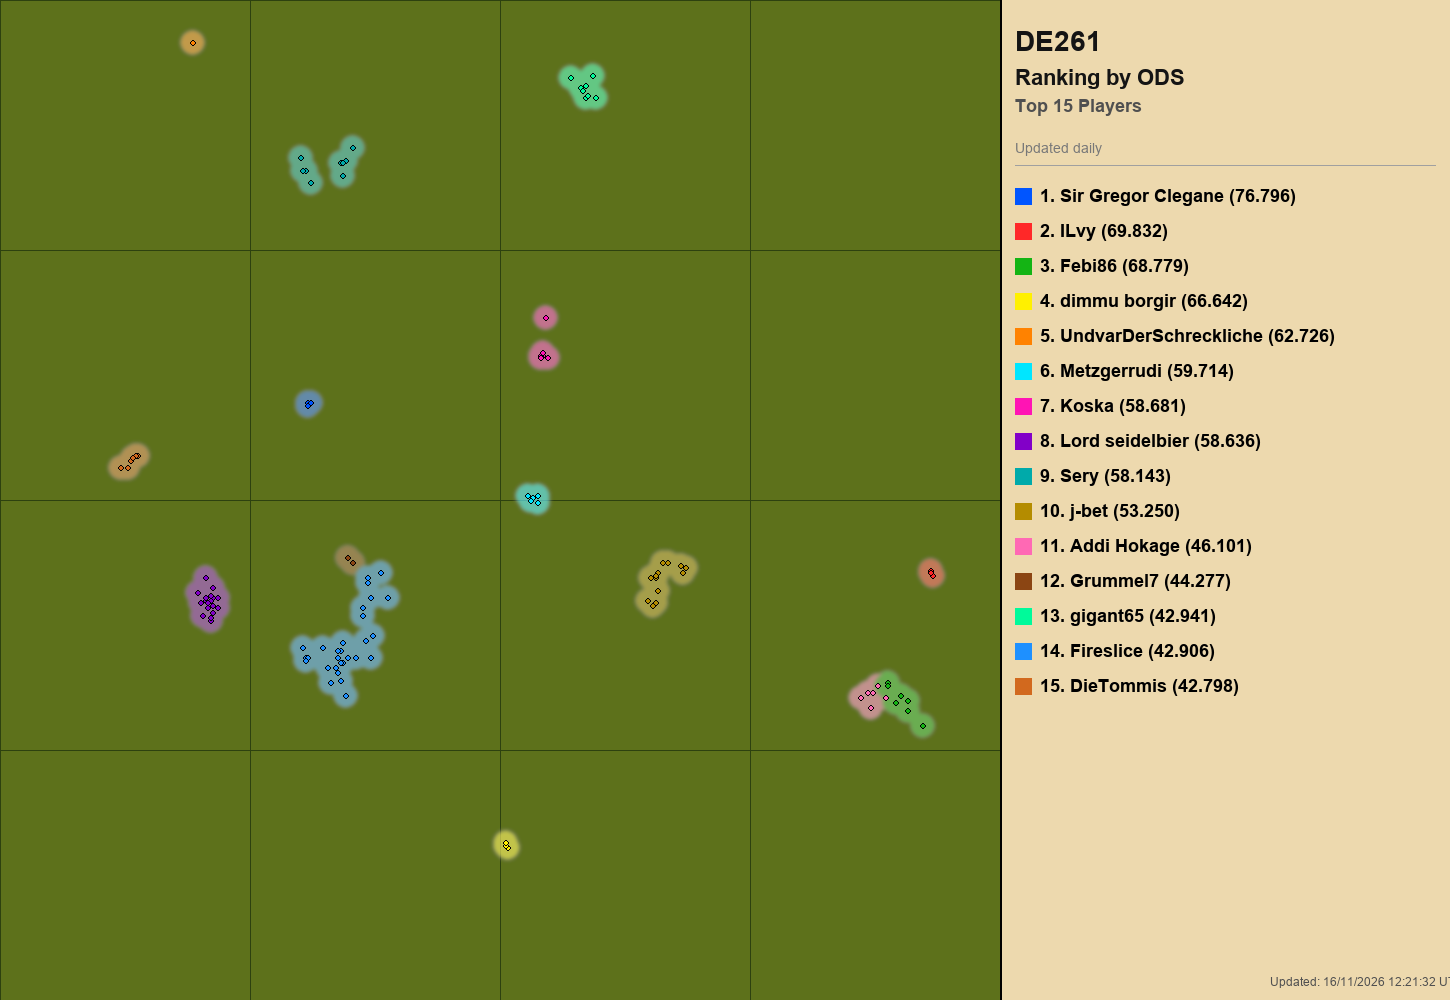 DE261
Ranking by ODS
Top 15 Players
Updated daily
1. Sir Gregor Clegane (76.796)
2. ILvy (69.832)
3. Febi86 (68.779)
4. dimmu borgir (66.642)
5. UndvarDerSchreckliche (62.726)
6. Metzgerrudi (59.714)
7. Koska (58.681)
8. Lord seidelbier (58.636)
9. Sery (58.143)
10. j-bet (53.250)
11. Addi Hokage (46.101)
12. Grummel7 (44.277)
13. gigant65 (42.941)
14. Fireslice (42.906)
15. DieTommis (42.798)
Updated: 16/11/2026 12:21:32